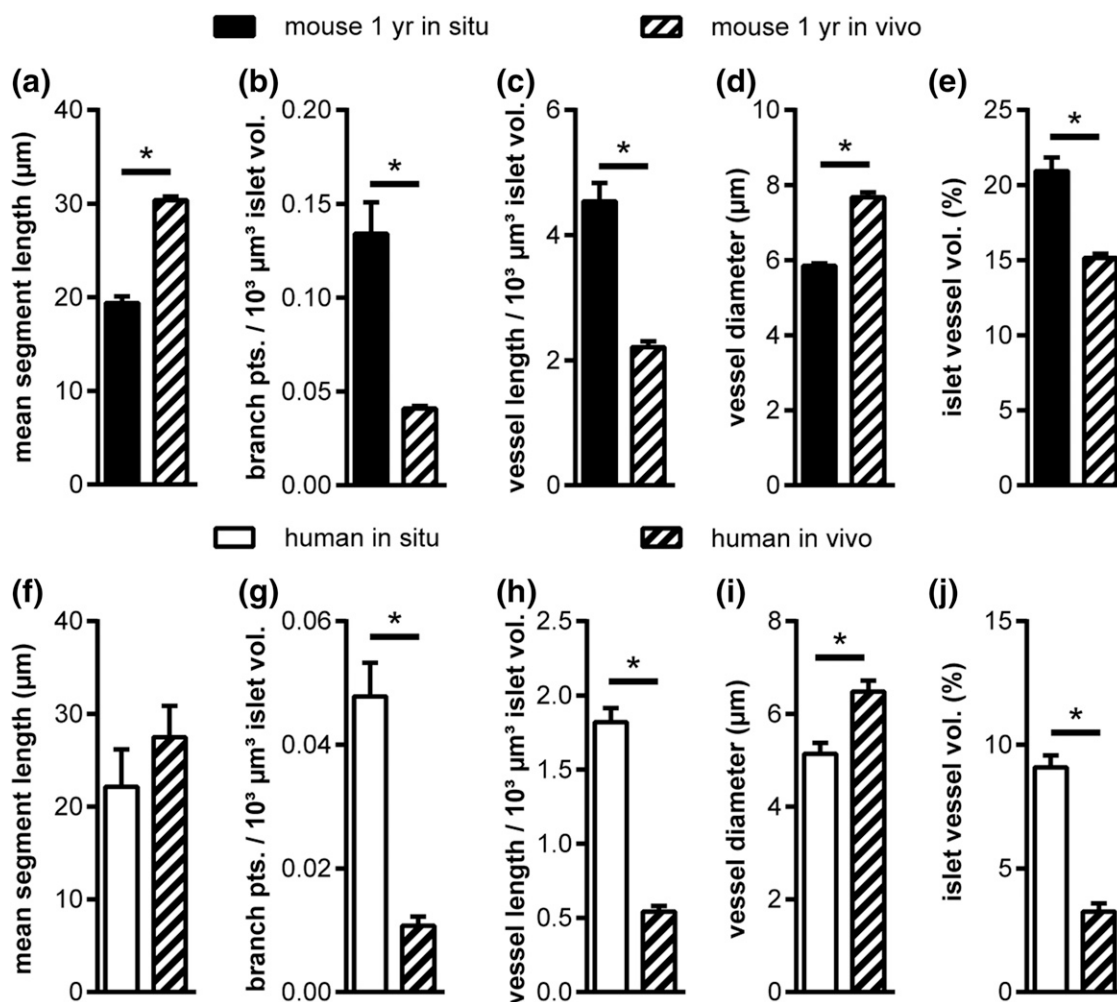 mouse 1 yr in situ
mouse 1 yr in vivo
(a)
mean segment length (µm)
40
30
20
10
0
*
(b)
branch pts. / 10³ µm³ islet vol.
0.20
0.15
0.10
0.05
0.00
*
(c)
vessel length / 10³ µm³ islet vol.
6
4
2
0
*
(d)
vessel diameter (µm)
10
8
6
4
2
0
*
(e)
islet vessel vol. (%)
25
20
15
10
5
0
*
human in situ
human in vivo
(f)
mean segment length (µm)
40
30
20
10
0
(g)
branch pts. / 10³ µm³ islet vol.
0.06
0.04
0.02
0.00
*
(h)
vessel length / 10³ µm³ islet vol.
2.5
2.0
1.5
1.0
0.5
0.0
*
(i)
vessel diameter (µm)
8
6
4
2
0
*
(j)
islet vessel vol. (%)
15
10
5
0
*